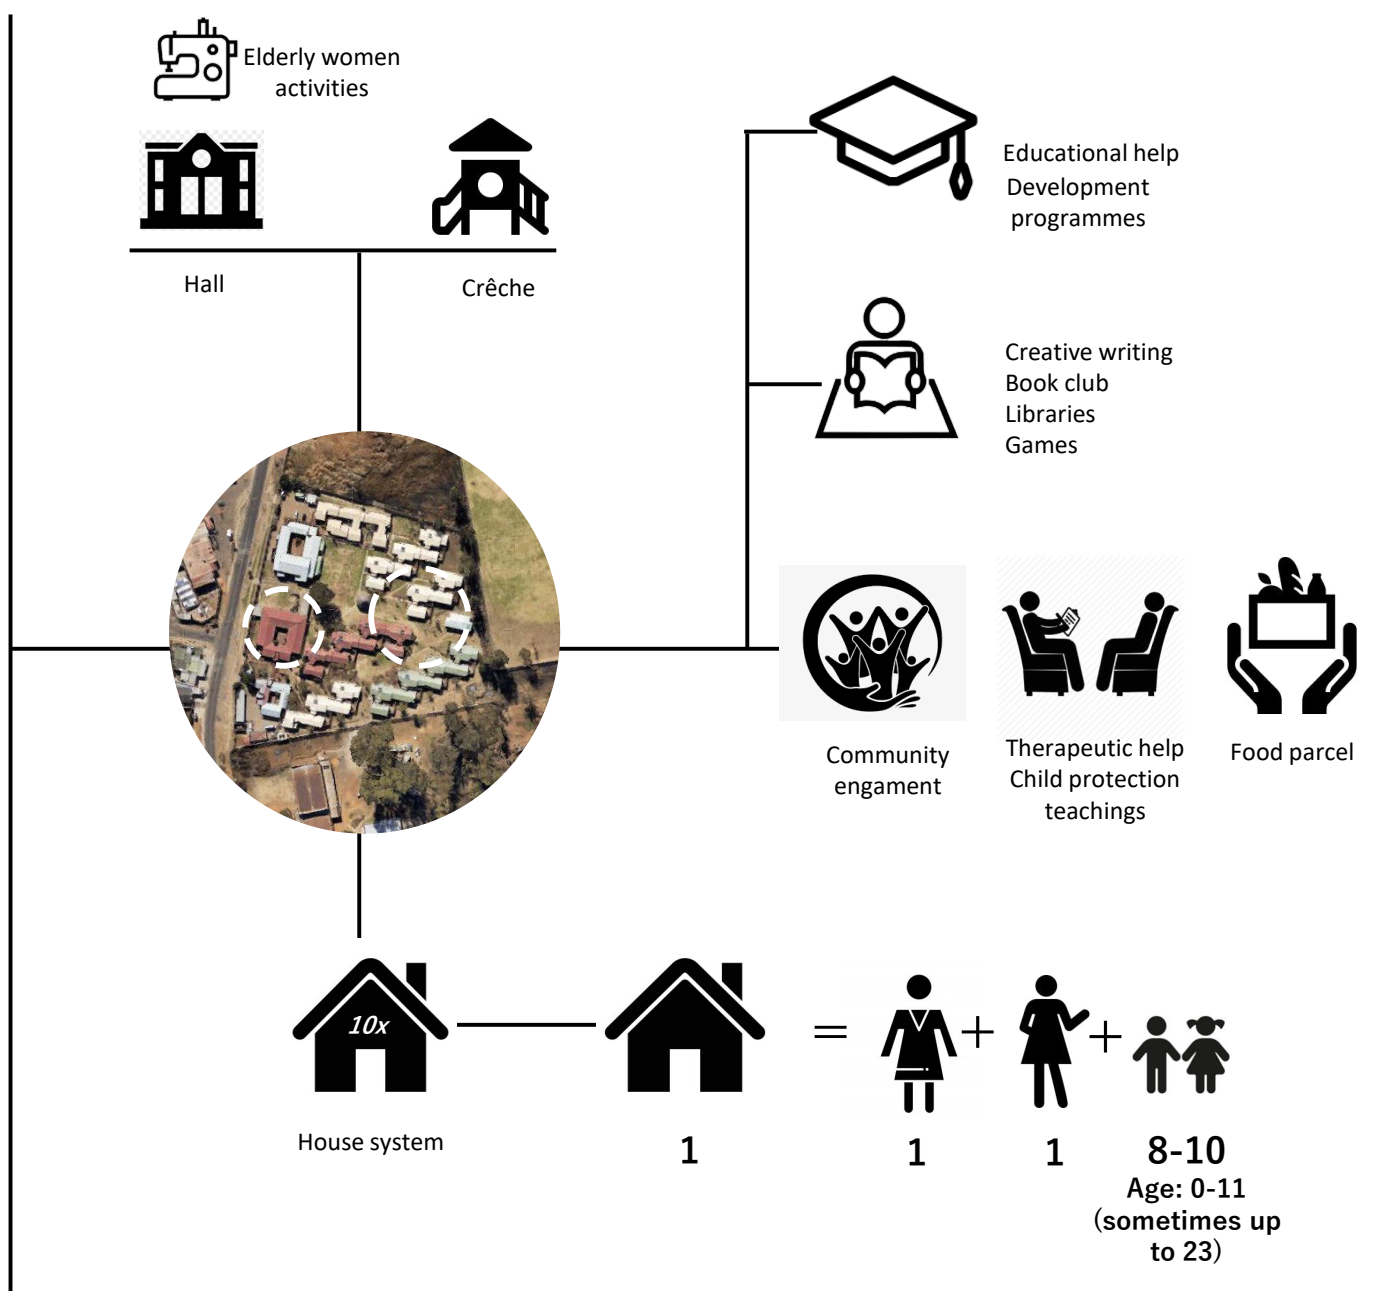 Elderly women
activities
Hall
Crêche
Educational help
Development
programmes
Creative writing
Book club
Libraries
Games
Community
engament
Therapeutic help
Child protection
teachings
Food parcel
10x
House system
1
=
1
+
1
+
8-10
Age: 0-11
(sometimes up
to 23)